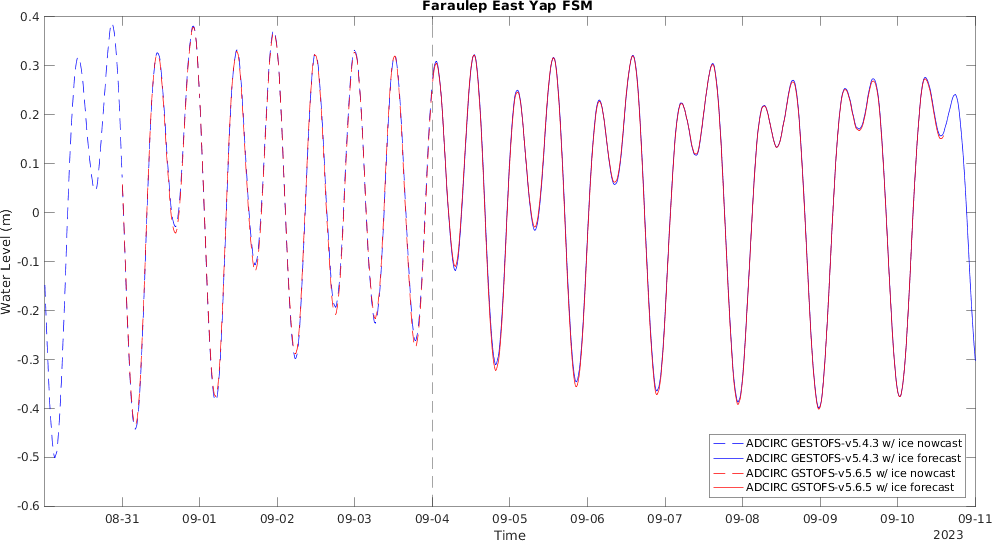 Faraulep East Yap FSM
0.4
0.3
0.2
0.1
0
-0.1
-0.2
-0.3
-0.4
-0.5
-0.6
Water Level (m)
ADCIRC GESTOFS-v5.4.3 w/ ice nowcast
ADCIRC GESTOFS-v5.4.3 w/ ice forecast
ADCIRC GSTOFS-v5.6.5 w/ ice nowcast
ADCIRC GSTOFS-v5.6.5 w/ ice forecast
08-31 09-01 09-02 09-03 09-04 09-05 09-06 09-07 09-08 09-09 09-10 09-11
Time
2023